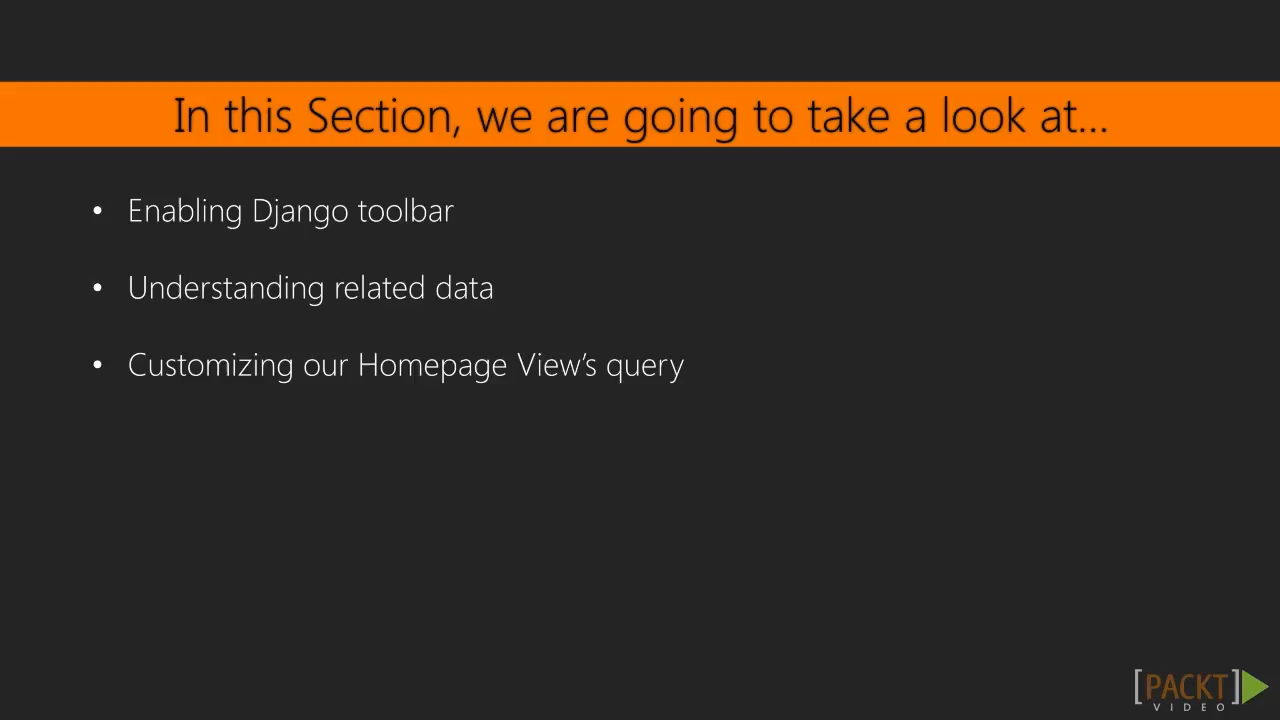 In this Section, we are going to take a look at...
• Enabling Django toolbar
• Understanding related data
• Customizing our Homepage View's query
[PACKT]
VIDEO